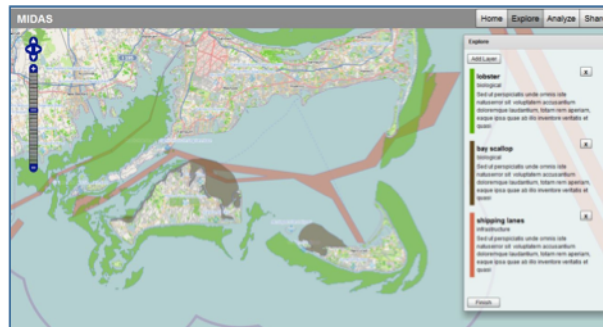 MIDAS
Home Explore Analyze Share
Explore
Add Layer
lobster
X
biological
Sed ut perspiciatis unde omnis iste
natuserror sit voluptatem accusantium
doloremque laudantium, totam rem aperiam,
eaque ipsa quae ab illo inventore veritatis et
quasi
bay scallop
X
biological
Sed ut perspiciatis unde omnis iste
natuserror sit voluptatem accusantium
doloremque laudantium, totam rem aperiam,
eaque ipsa quae ab illo inventore veritatis et
quasi
shipping lanes
X
infrastructure
Sed ut perspiciatis unde omnis iste
natuserror sit voluptatem accusantium
doloremque laudantium, totam rem aperiam,
eaque ipsa quae ab illo inventore veritatis et
quasi
Finish